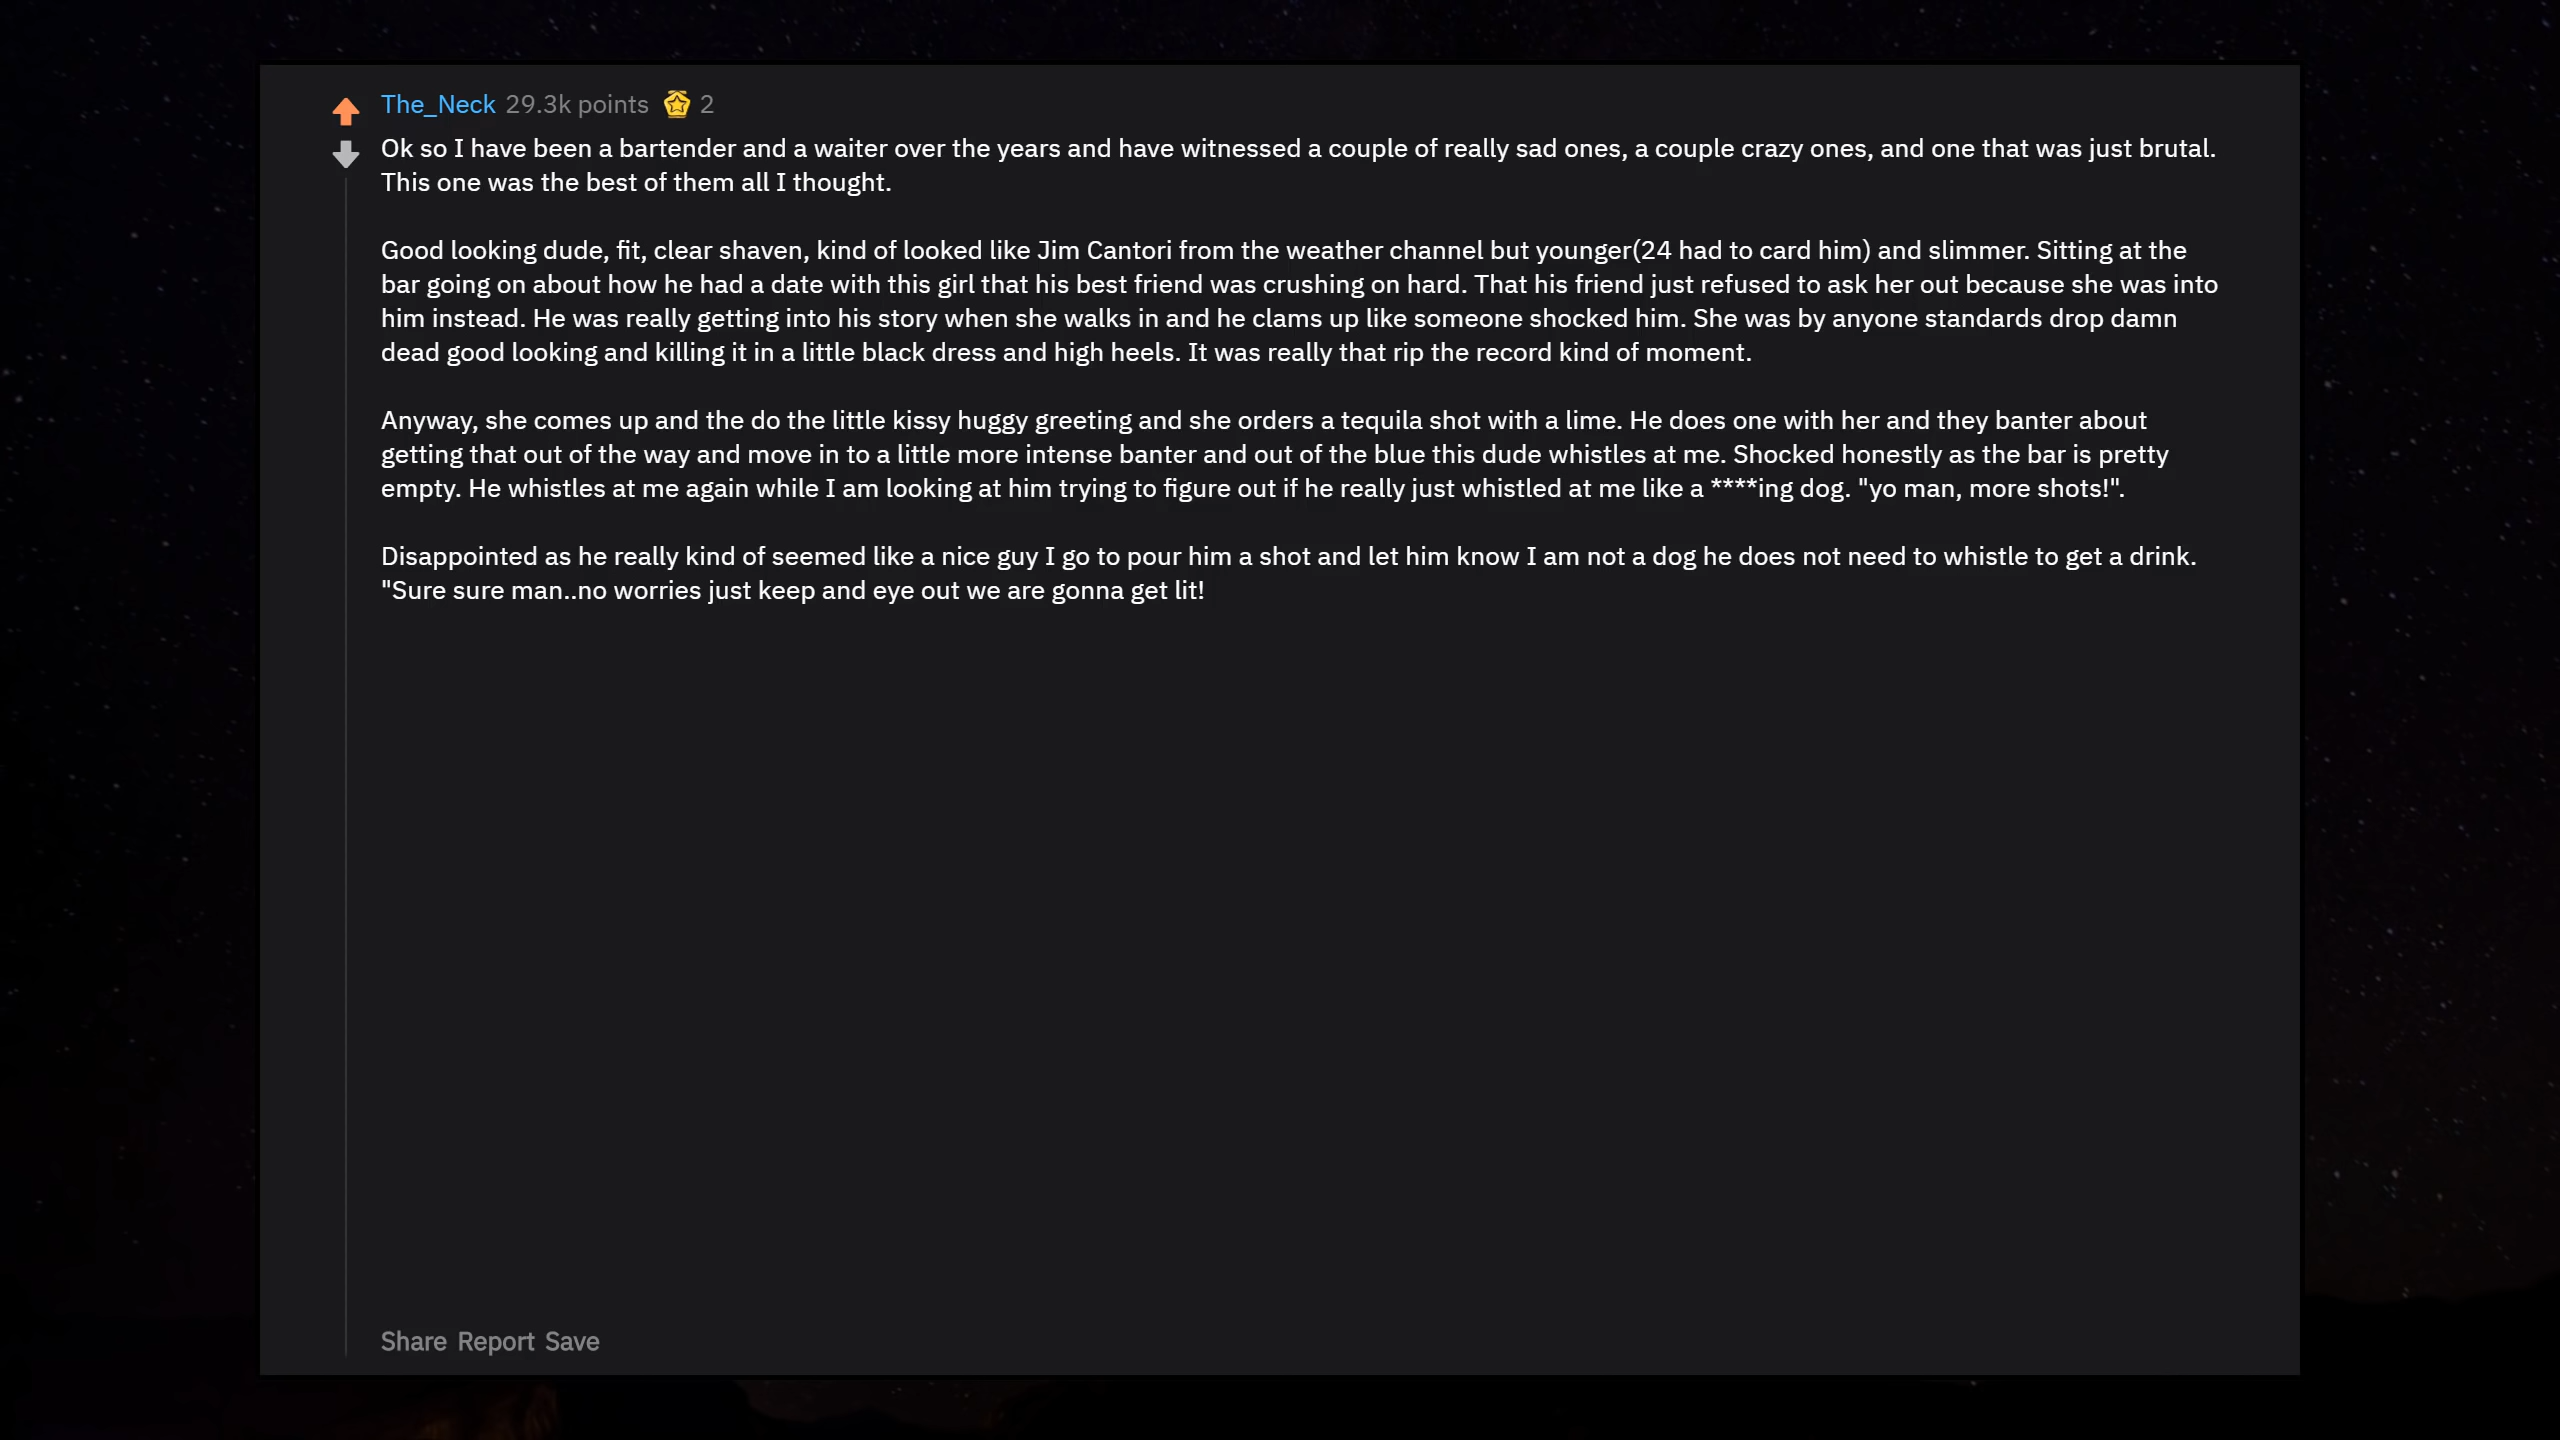 The_Neck 29.3k points 2
Ok so I have been a bartender and a waiter over the years and have witnessed a couple of really sad ones, a couple crazy ones, and one that was just brutal.
This one was the best of them all I thought.
Good looking dude, fit, clear shaven, kind of looked like Jim Cantori from the weather channel but younger(24 had to card him) and slimmer. Sitting at the
bar going on about how he had a date with this girl that his best friend was crushing on hard. That his friend just refused to ask her out because she was into
him instead. He was really getting into his story when she walks in and he clams up like someone shocked him. She was by anyone standards drop damn
dead good looking and killing it in a little black dress and high heels. It was really that rip the record kind of moment.
Anyway, she comes up and the do the little kissy huggy greeting and she orders a tequila shot with a lime. He does one with her and they banter about
getting that out of the way and move in to a little more intense banter and out of the blue this dude whistles at me. Shocked honestly as the bar is pretty
empty. He whistles at me again while I am looking at him trying to figure out if he really just whistled at me like a ****ing dog. "yo man, more shots!".
Disappointed as he really kind of seemed like a nice guy I go to pour him a shot and let him know I am not a dog he does not need to whistle to get a drink.
"Sure sure man..no worries just keep and eye out we are gonna get lit!
Share Report Save